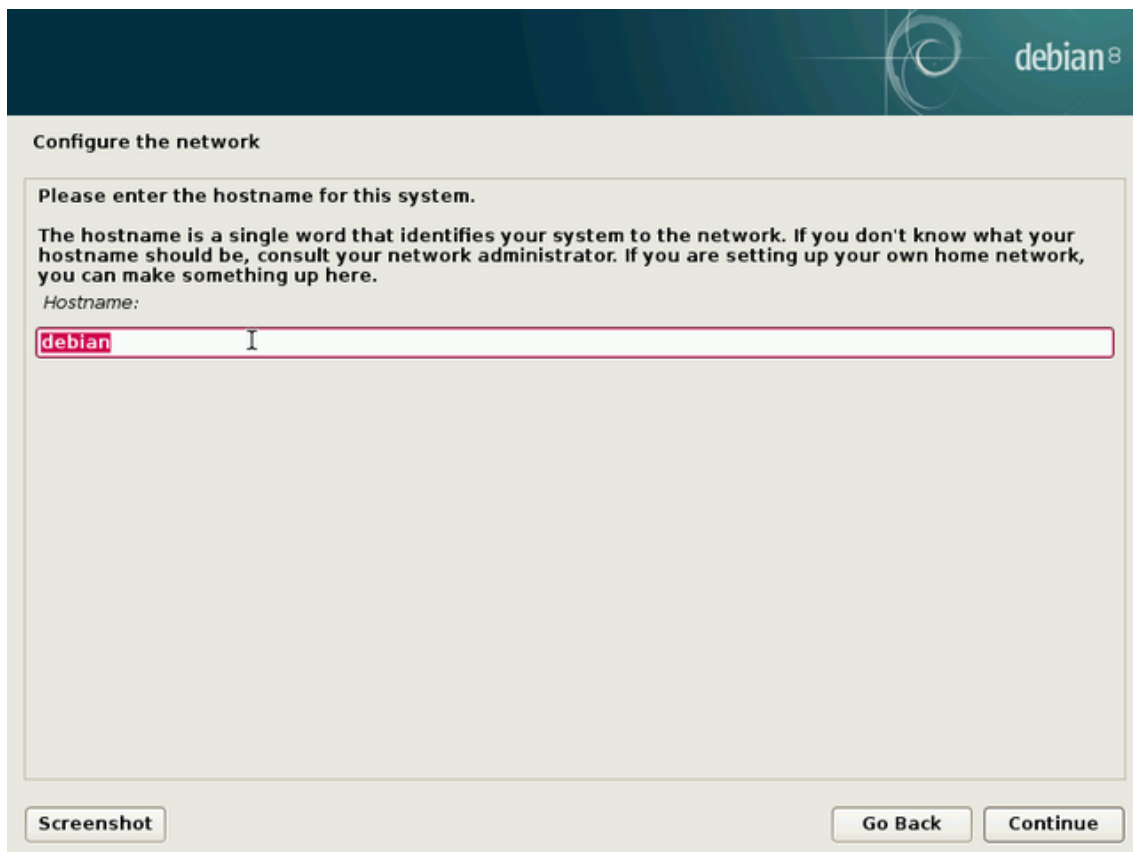 debian 8
Configure the network
Please enter the hostname for this system.
The hostname is a single word that identifies your system to the network. If you don't know what your
hostname should be, consult your network administrator. If you are setting up your own home network,
you can make something up here.
Hostname:
debian
Screenshot
Go Back
Continue